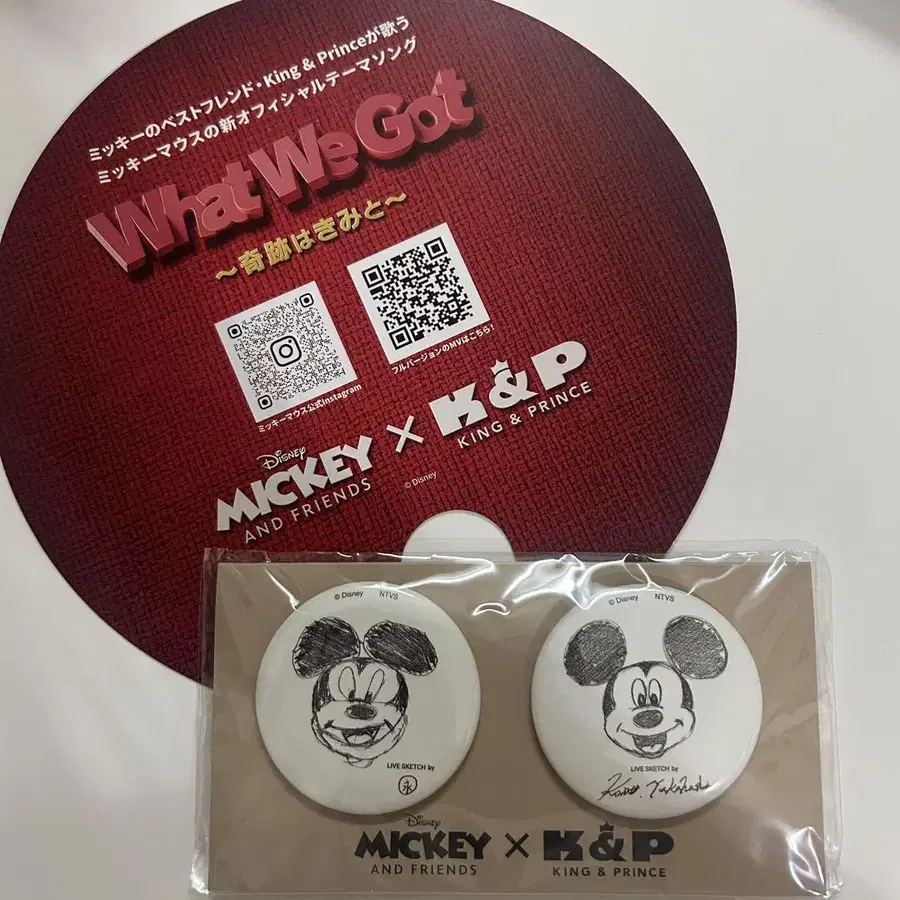 ミッキーのベストフレンド・King & Princeが歌う
ミッキーマウスの新オフィシャルテーマソング
What We Got
～奇跡はきみと～
ミッキーマウス公式Instagram
フルバージョンのMVはこちら！
Disney
MICKEY
AND FRIENDS
×
K&P
KING & PRINCE
© Disney
© Disney NTVS
LIVE SKETCH by
永
© Disney NTVS
LIVE SKETCH by
Kaito.Takahashi
Disney
MICKEY
AND FRIENDS
×
K&P
KING & PRINCE